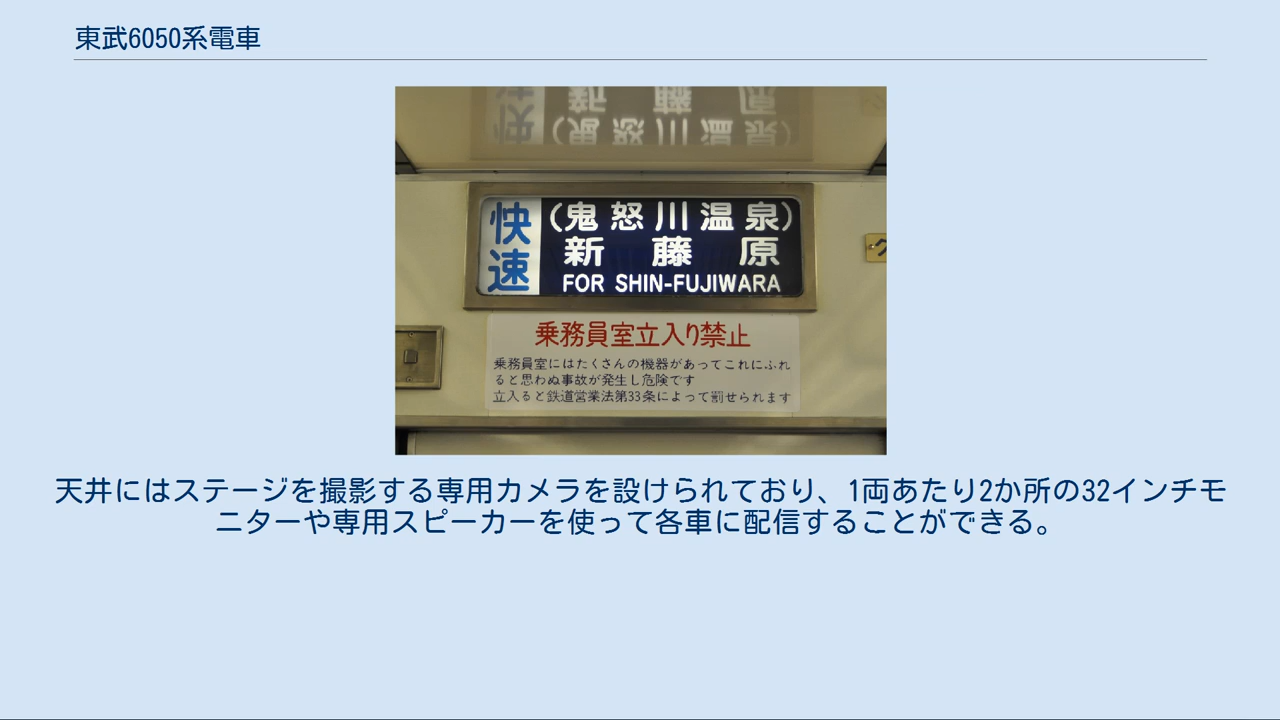 東武6050系電車
快速
(鬼怒川温泉)
新藤原
FOR SHIN-FUJIWARA
ク
乗務員室立入り禁止
乗務員室にはたくさんの機器があってこれにふれ
ると思わぬ事故が発生し危険です
立入ると鉄道営業法第33条によって罰せられます
天井にはステージを撮影する専用カメラを設けられており、1両あたり2か所の32インチモ
ニターや専用スピーカーを使って各車に配信することができる。